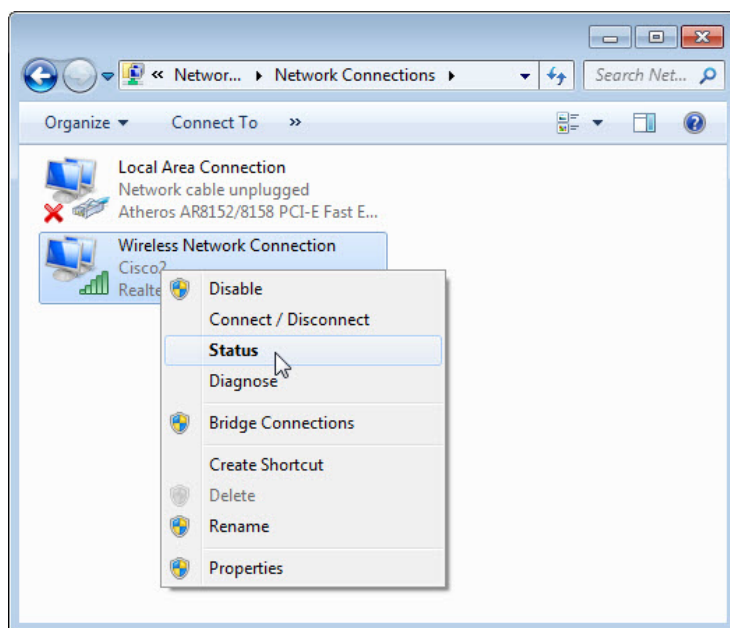 « Networ... ▸ Network Connections ▸ Search Net...
Organize Connect To »
Local Area Connection
Network cable unplugged
Atheros AR8152/8158 PCI-E Fast E...
Wireless Network Connection
Cisco2
Realte
Disable
Connect / Disconnect
Status
Diagnose
Bridge Connections
Create Shortcut
Delete
Rename
Properties